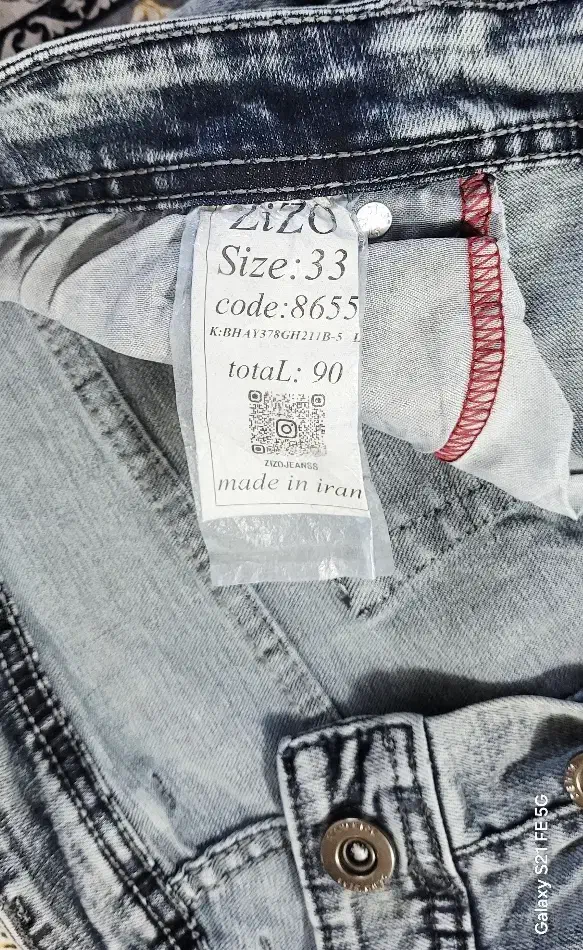 ZiZO
Size:33
code:8655
K:BHAY378GH211B-5 L
totaL: 90
ZIZOJEANSS
made in iran
Galaxy S21 FE 5G